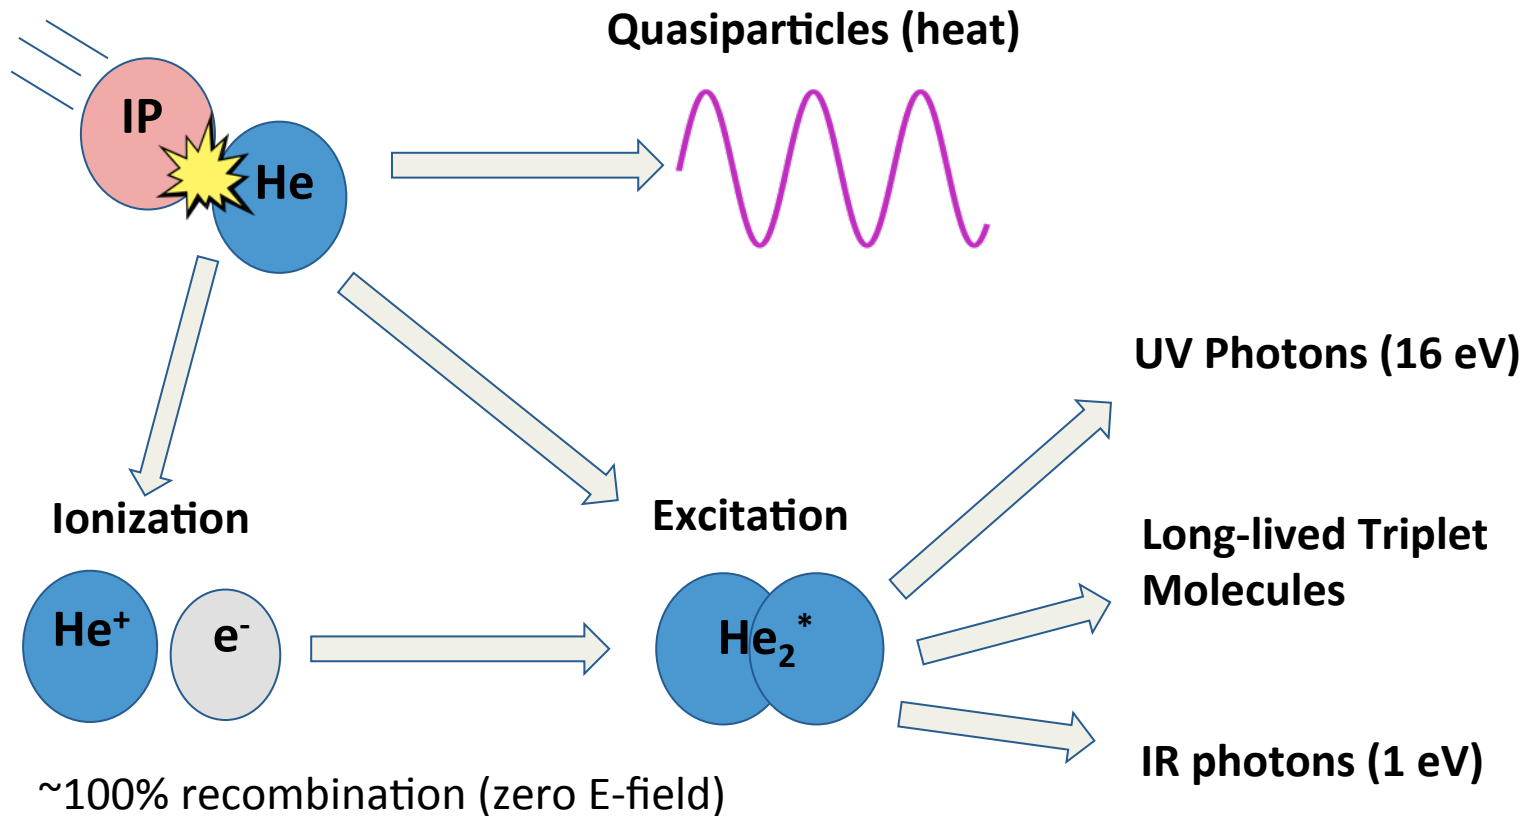 Quasiparticles (heat)
IP
He
UV Photons (16 eV)
Ionization
Excitation
Long-lived Triplet
Molecules
He⁺
e⁻
He₂*
IR photons (1 eV)
~100% recombination (zero E-field)